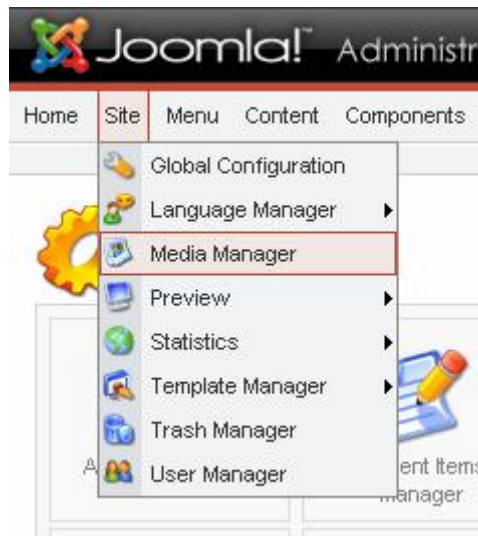 Joomla!™ Administr
Home Site Menu Content Components
Global Configuration
Language Manager
Media Manager
Preview
Statistics
Template Manager
Trash Manager
User Manager
A
ent Items
Manager